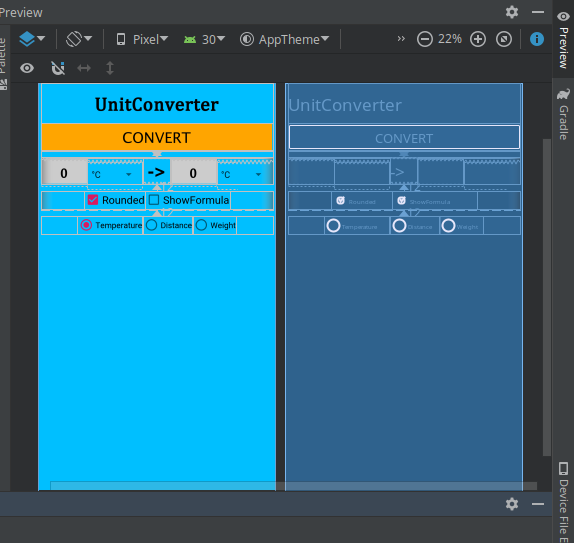 Preview
Pixel 30 AppTheme 22%
Palette
UnitConverter
CONVERT
0 °C -> 0 °C
Rounded ShowFormula
Temperature Distance Weight
UnitConverter
CONVERT
->
Rounded ShowFormula
Temperature Distance Weight
Preview
Gradle
Device File E